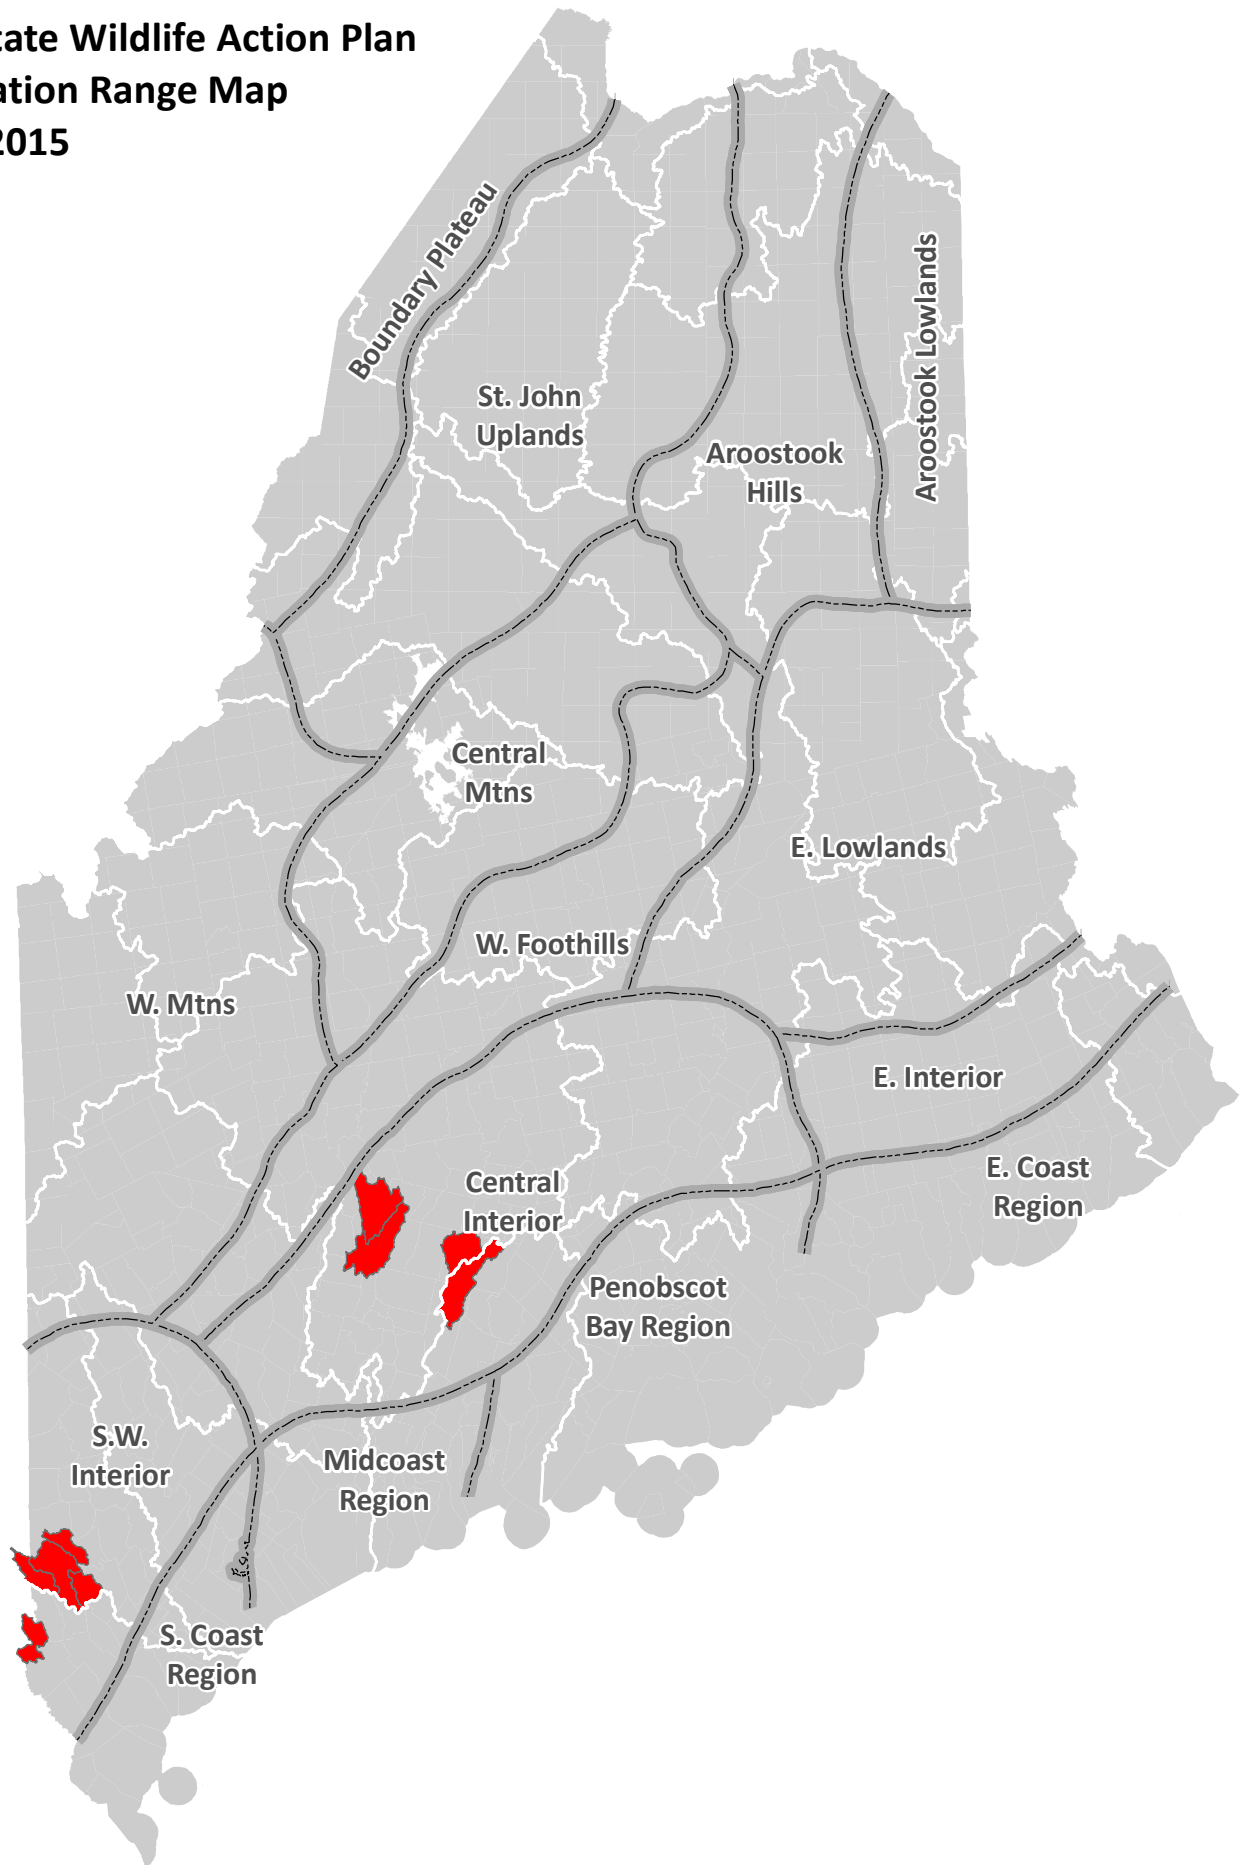 tate Wildlife Action Plan
ation Range Map
2015
Boundary Plateau
St. John
Uplands
Aroostook
Hills
Aroostook Lowlands
Central
Mtns
E. Lowlands
W. Foothills
W. Mtns
E. Interior
E. Coast
Region
Central
Interior
Penobscot
Bay Region
S.W.
Interior
Midcoast
Region
S. Coast
Region